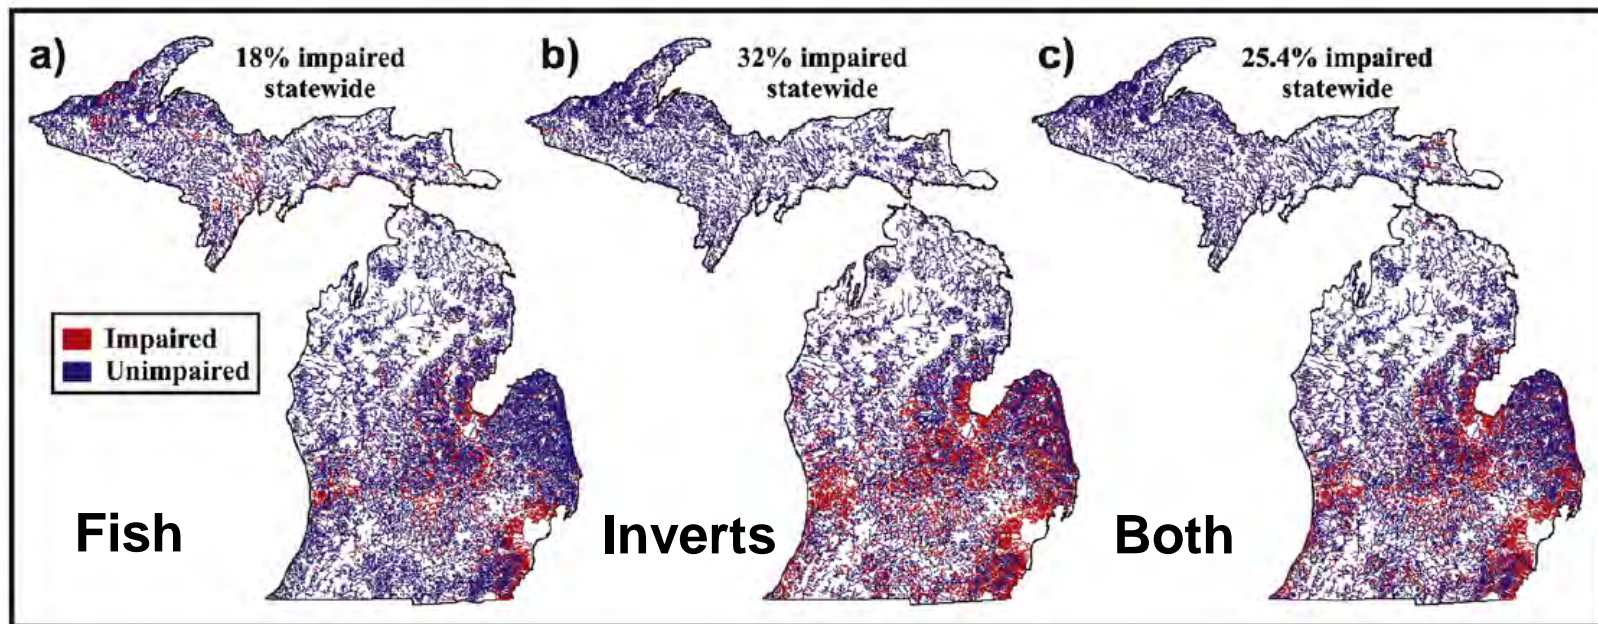 a)
18% impaired
statewide
b)
32% impaired
statewide
c)
25.4% impaired
statewide
Impaired
Unimpaired
Fish
Inverts
Both